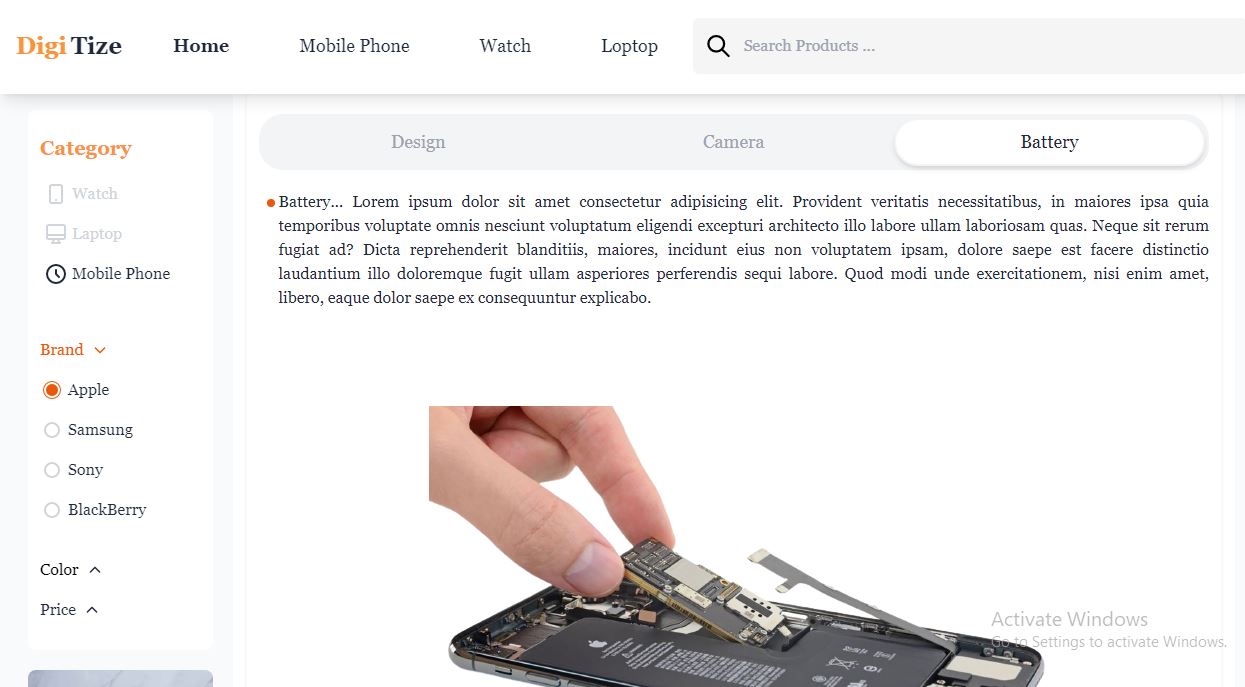 Digi Tize
Home
Mobile Phone
Watch
Loptop
Search Products ...
Category
Watch
Laptop
Mobile Phone
Brand
Apple
Samsung
Sony
BlackBerry
Color
Price
Design
Camera
Battery
Battery... Lorem ipsum dolor sit amet consectetur adipisicing elit. Provident veritatis necessitatibus, in maiores ipsa quia
temporibus voluptate omnis nesciunt voluptatum eligendi excepturi architecto illo labore ullam laboriosam quas. Neque sit rerum
fugiat ad? Dicta reprehenderit blanditiis, maiores, incidunt eius non voluptatem ipsam, dolore saepe est facere distinctio
laudantium illo doloremque fugit ullam asperiores perferendis sequi labore. Quod modi unde exercitationem, nisi enim amet,
libero, eaque dolor saepe ex consequuntur explicabo.
Activate Windows
Go to Settings to activate Windows.